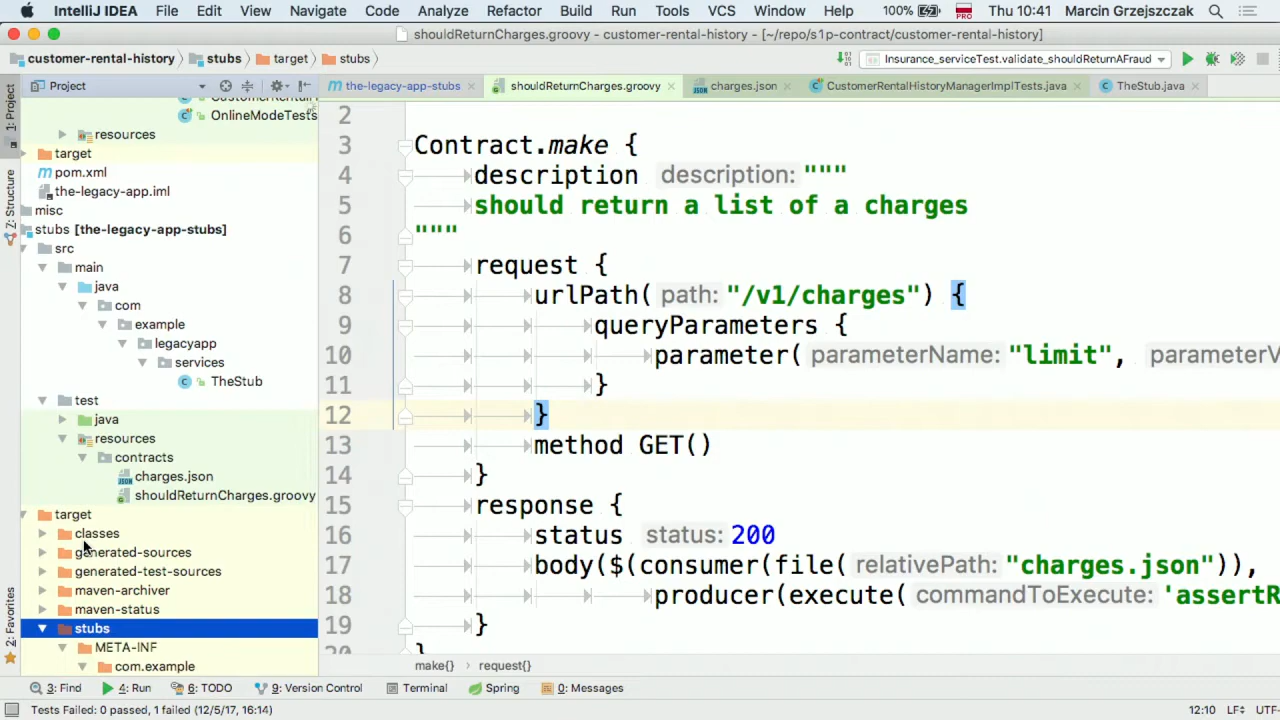 IntelliJ IDEA File Edit View Navigate Code Analyze Refactor Build Run Tools VCS Window Help 100% PRO Thu 10:41 Marcin Grzejszczak
shouldReturnCharges.groovy - customer-rental-history - [~/repo/s1p-contract/customer-rental-history]
customer-rental-history stubs target stubs Insurance_serviceTest.validate_shouldReturnAFraud
Project the-legacy-app-stubs shouldReturnCharges.groovy charges.json CustomerRentalHistoryManagerImplTests.java TheStub.java
1: Project
Z: Structure
2: Favorites
OnlineModeTests
resources
target
pom.xml
the-legacy-app.iml
misc
stubs [the-legacy-app-stubs]
src
main
java
com
example
legacyapp
services
TheStub
test
java
resources
contracts
charges.json
shouldReturnCharges.groovy
target
classes
generated-sources
generated-test-sources
maven-archiver
maven-status
stubs
META-INF
com.example
2
3 Contract.make {
4 description description: """
5 should return a list of a charges
6 """
7 request {
8 urlPath( path: "/v1/charges") {
9 queryParameters {
10 parameter( parameterName: "limit", parameterV
11 }
12 }
13 method GET()
14 }
15 response {
16 status status: 200
17 body($(consumer(file( relativePath: "charges.json")),
18 producer(execute( commandToExecute: 'assertR
19 }
20 }
make{} › request{}
3: Find 4: Run 6: TODO 9: Version Control Terminal Spring 0: Messages
Tests Failed: 0 passed, 1 failed (12/5/17, 16:14) 12:10 LF UTF-